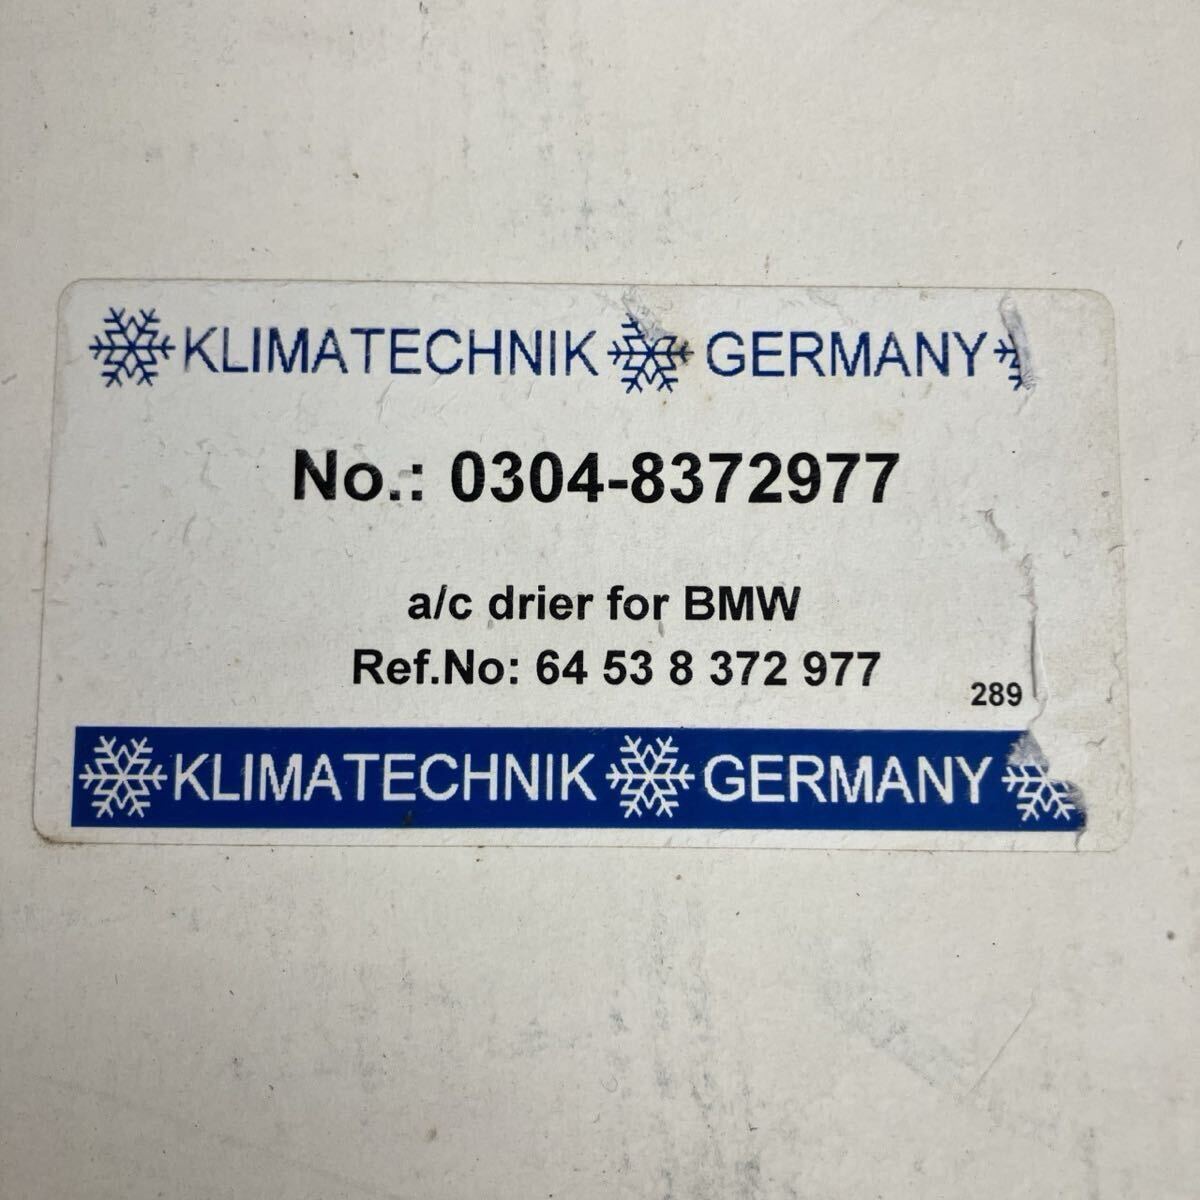 KLIMATECHNIK GERMANY
No.: 0304-8372977
a/c drier for BMW
Ref.No: 64 53 8 372 977
289
KLIMATECHNIK GERMANY